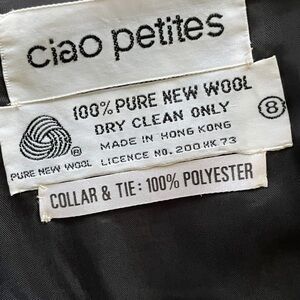 ciao petites
100% PURE NEW WOOL
DRY CLEAN ONLY
MADE IN HONG KONG
PURE NEW WOOL LICENCE NO. 200 HK 73
8
®
COLLAR & TIE: 100% POLYESTER